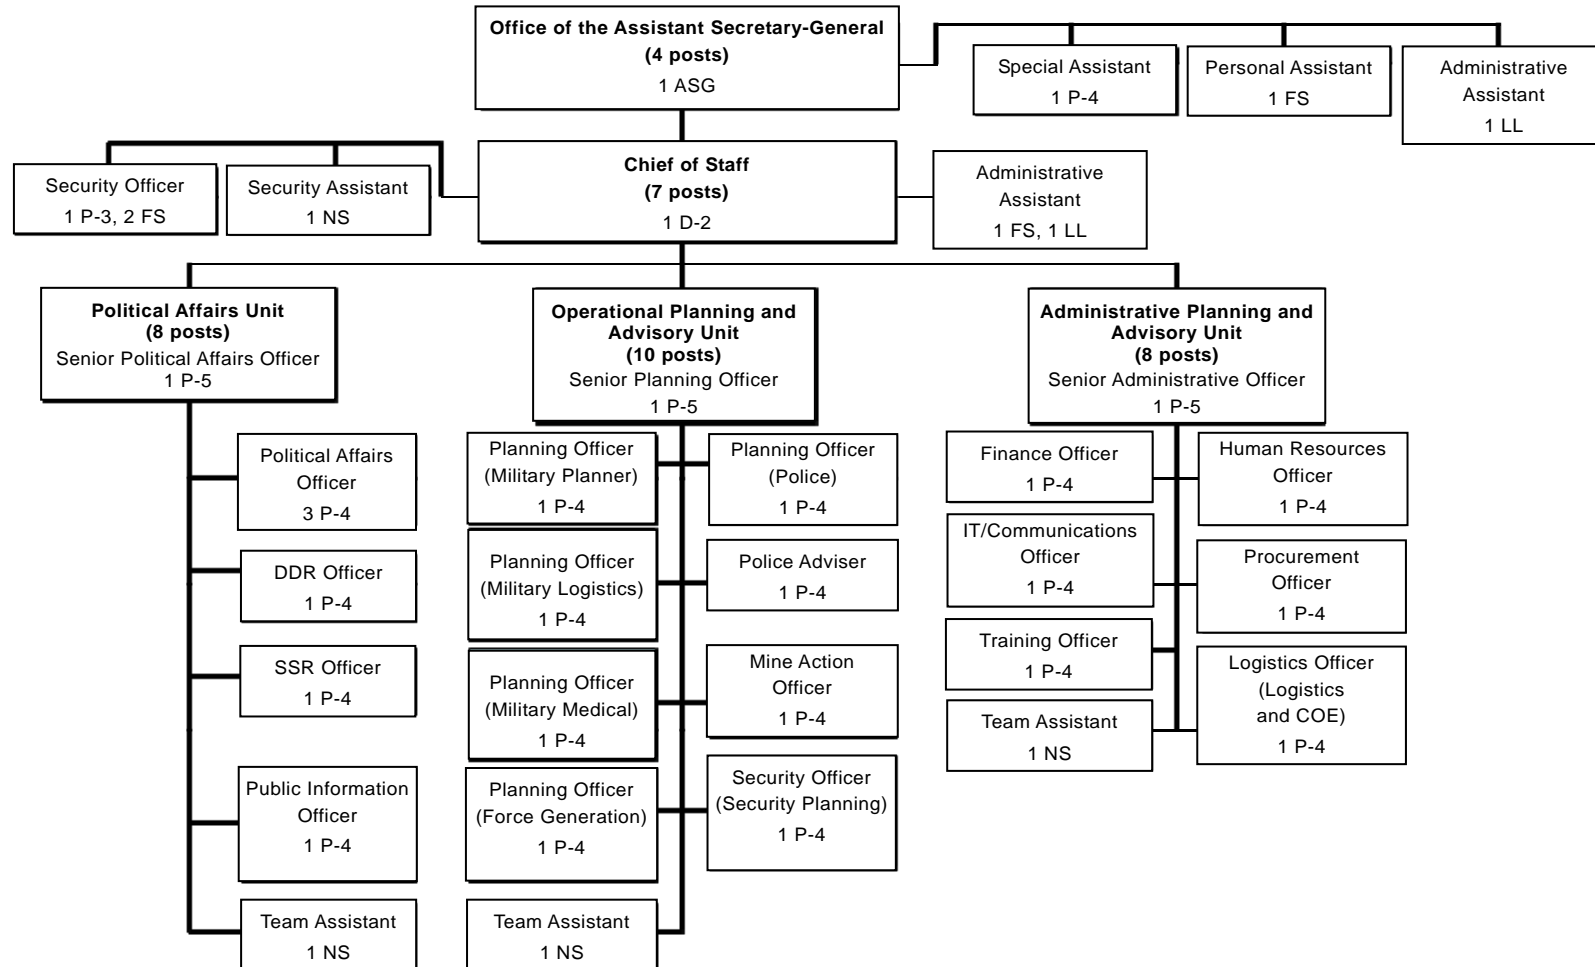 Office of the Assistant Secretary-General
(4 posts)
1 ASG
Special Assistant
1 P-4
Personal Assistant
1 FS
Administrative
Assistant
1 LL
Chief of Staff
(7 posts)
1 D-2
Security Officer
1 P-3, 2 FS
Security Assistant
1 NS
Administrative
Assistant
1 FS, 1 LL
Political Affairs Unit
(8 posts)
Senior Political Affairs Officer
1 P-5
Political Affairs
Officer
3 P-4
DDR Officer
1 P-4
SSR Officer
1 P-4
Public Information
Officer
1 P-4
Team Assistant
1 NS
Operational Planning and
Advisory Unit
(10 posts)
Senior Planning Officer
1 P-5
Planning Officer
(Military Planner)
1 P-4
Planning Officer
(Police)
1 P-4
Planning Officer
(Military Logistics)
1 P-4
Police Adviser
1 P-4
Planning Officer
(Military Medical)
1 P-4
Mine Action
Officer
1 P-4
Planning Officer
(Force Generation)
1 P-4
Security Officer
(Security Planning)
1 P-4
Team Assistant
1 NS
Administrative Planning and
Advisory Unit
(8 posts)
Senior Administrative Officer
1 P-5
Finance Officer
1 P-4
Human Resources
Officer
1 P-4
IT/Communications
Officer
1 P-4
Procurement
Officer
1 P-4
Training Officer
1 P-4
Logistics Officer
(Logistics
and COE)
1 P-4
Team Assistant
1 NS